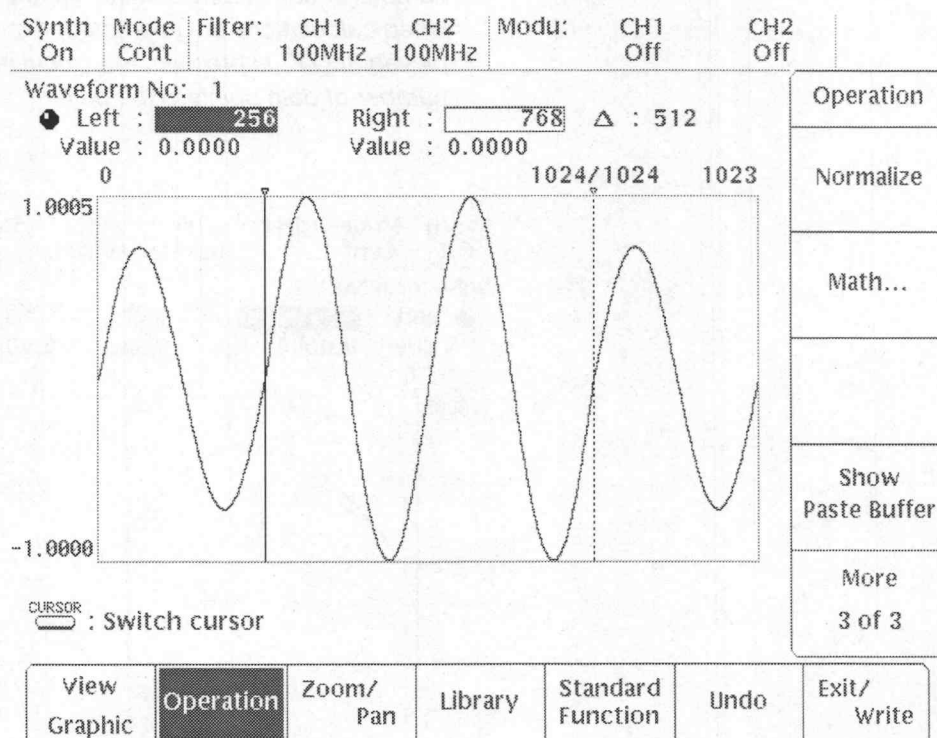 Synth Mode Filter: CH1 CH2 Modu: CH1 CH2
On Cont 100MHz 100MHz Off Off
Waveform No: 1
Left : 256 Right : 768 Δ : 512
Value : 0.0000 Value : 0.0000
0 1024/1024 1023
1.0005
-1.0000
CURSOR
: Switch cursor
Operation
Normalize
Math...
Show
Paste Buffer
More
3 of 3
View
Graphic
Operation
Zoom/
Pan
Library
Standard
Function
Undo
Exit/
Write